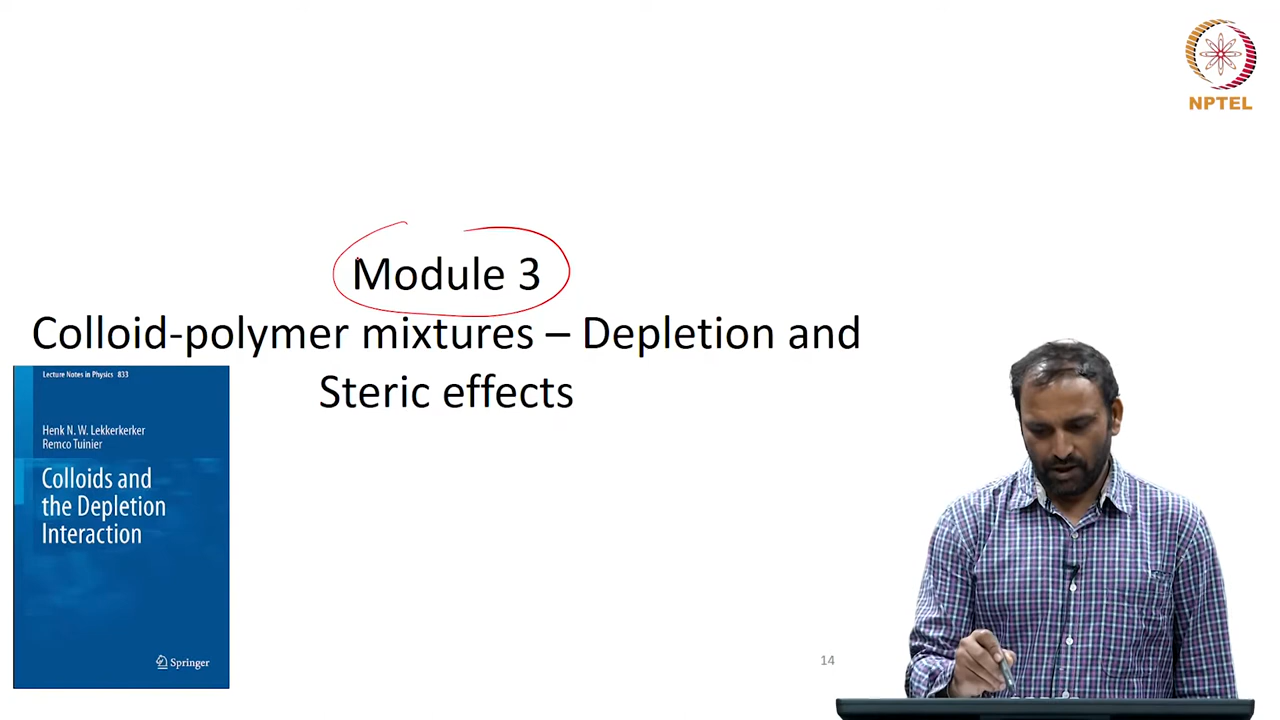 NPTEL
Module 3
Colloid-polymer mixtures – Depletion and
Steric effects
Lecture Notes in Physics 833
Henk N. W. Lekkerkerker
Remco Tuinier
Colloids and
the Depletion
Interaction
Springer
14